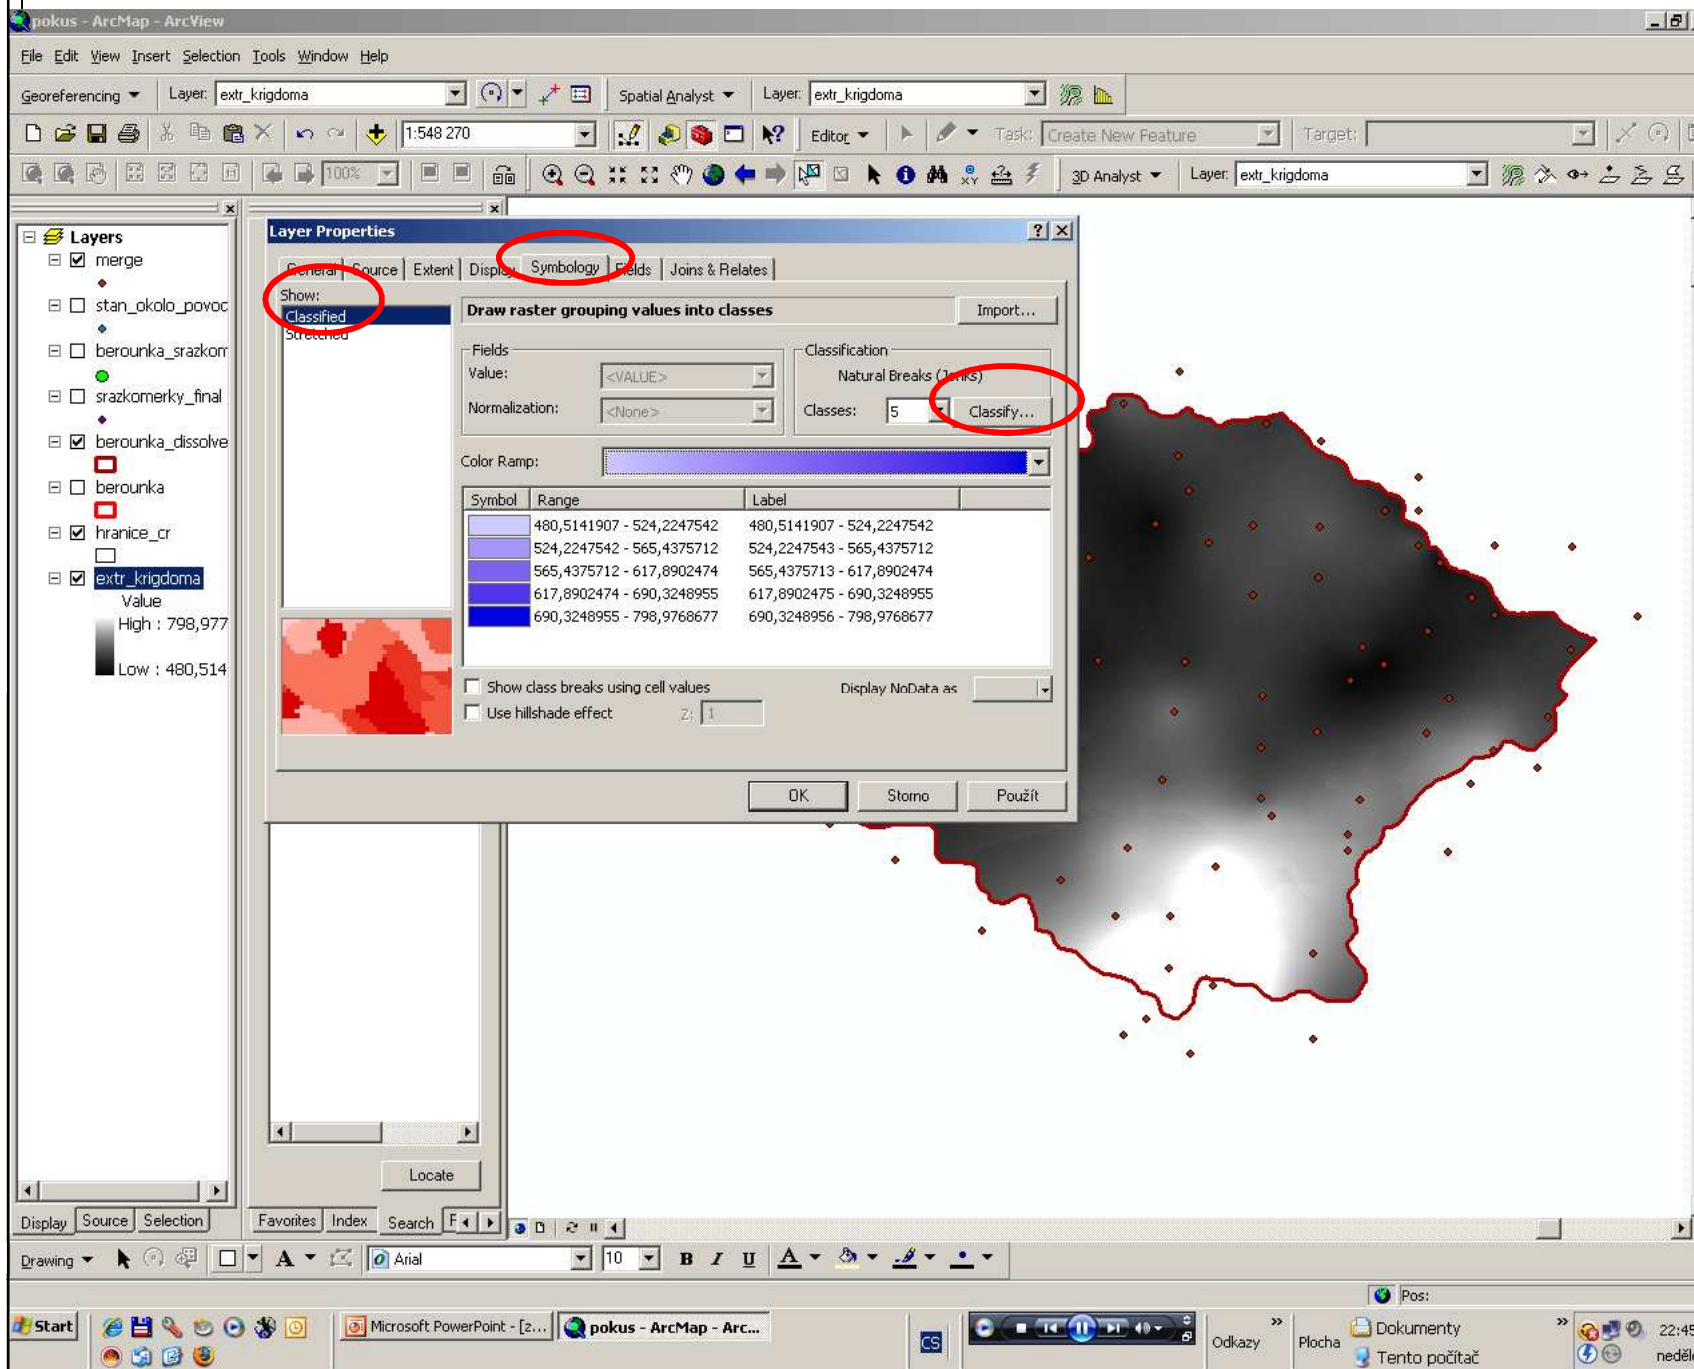 pokus - ArcMap - ArcView
File Edit View Insert Selection Tools Window Help
Georeferencing Layer: extr_krigdoma Spatial Analyst Layer: extr_krigdoma
1:548 270 Editor Task: Create New Feature Target:
100% 3D Analyst Layer: extr_krigdoma
Layers
merge
stan_okolo_povoc
berounka_srazkom
srazkomerky_final
berounka_dissolve
berounka
hranice_cr
extr_krigdoma
Value
High : 798,977
Low : 480,514
Layer Properties
General Source Extent Display Symbology Fields Joins & Relates
Show:
Classified
Stretched
Draw raster grouping values into classes Import...
Fields
Value: <VALUE>
Normalization: <None>
Classification
Natural Breaks (Jenks)
Classes: 5 Classify...
Color Ramp:
Symbol Range Label
480,5141907 - 524,2247542 480,5141907 - 524,2247542
524,2247542 - 565,4375712 524,2247543 - 565,4375712
565,4375712 - 617,8902474 565,4375713 - 617,8902474
617,8902474 - 690,3248955 617,8902475 - 690,3248955
690,3248955 - 798,9768677 690,3248956 - 798,9768677
Show class breaks using cell values Display NoData as
Use hillshade effect Z: 1
OK Storno Použít
Locate
Display Source Selection Favorites Index Search F
Drawing A Arial 10 B I U A
Pos:
Start Microsoft PowerPoint - [z... pokus - ArcMap - Arc... CS Odkazy Plocha Dokumenty 22:45
Tento počítač neděle